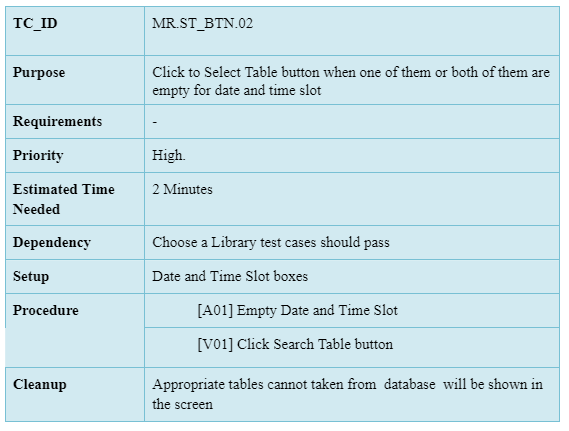 TC_ID MR.ST_BTN.02
Purpose Click to Select Table button when one of them or both of them are
empty for date and time slot
Requirements -
Priority High.
Estimated Time 2 Minutes
Needed
Dependency Choose a Library test cases should pass
Setup Date and Time Slot boxes
Procedure [A01] Empty Date and Time Slot
[V01] Click Search Table button
Cleanup Appropriate tables cannot taken from database will be shown in
the screen